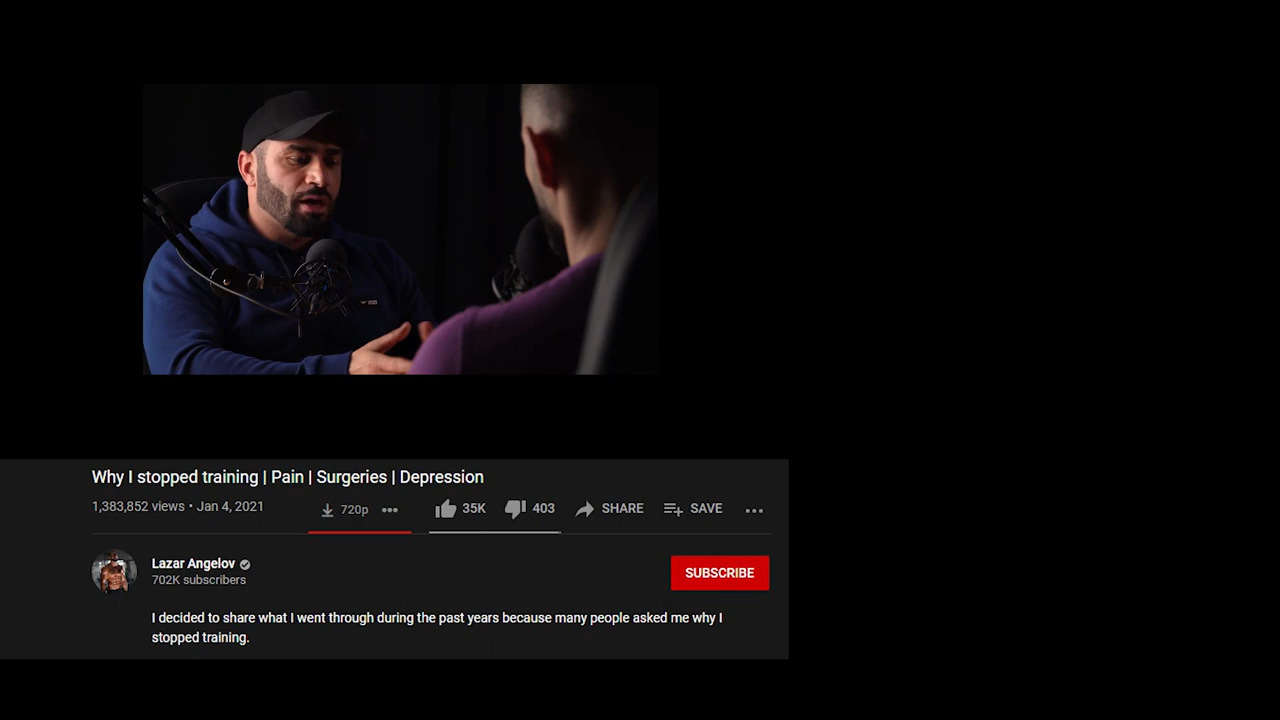 Why I stopped training | Pain | Surgeries | Depression
1,383,852 views • Jan 4, 2021
720p
35K
403
SHARE
SAVE
Lazar Angelov
702K subscribers
SUBSCRIBE
I decided to share what I went through during the past years because many people asked me why I
stopped training.